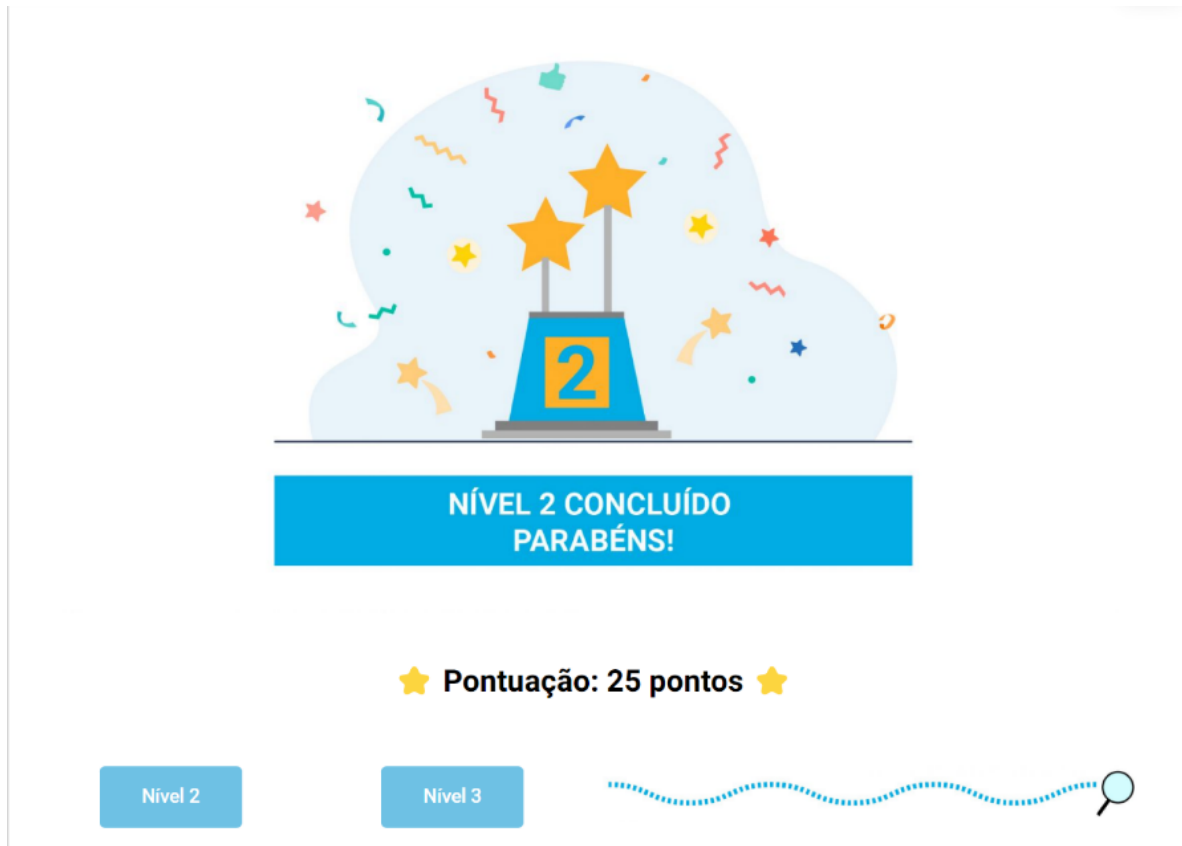 2
NÍVEL 2 CONCLUÍDO
PARABÉNS!
Pontuação: 25 pontos
Nível 2
Nível 3